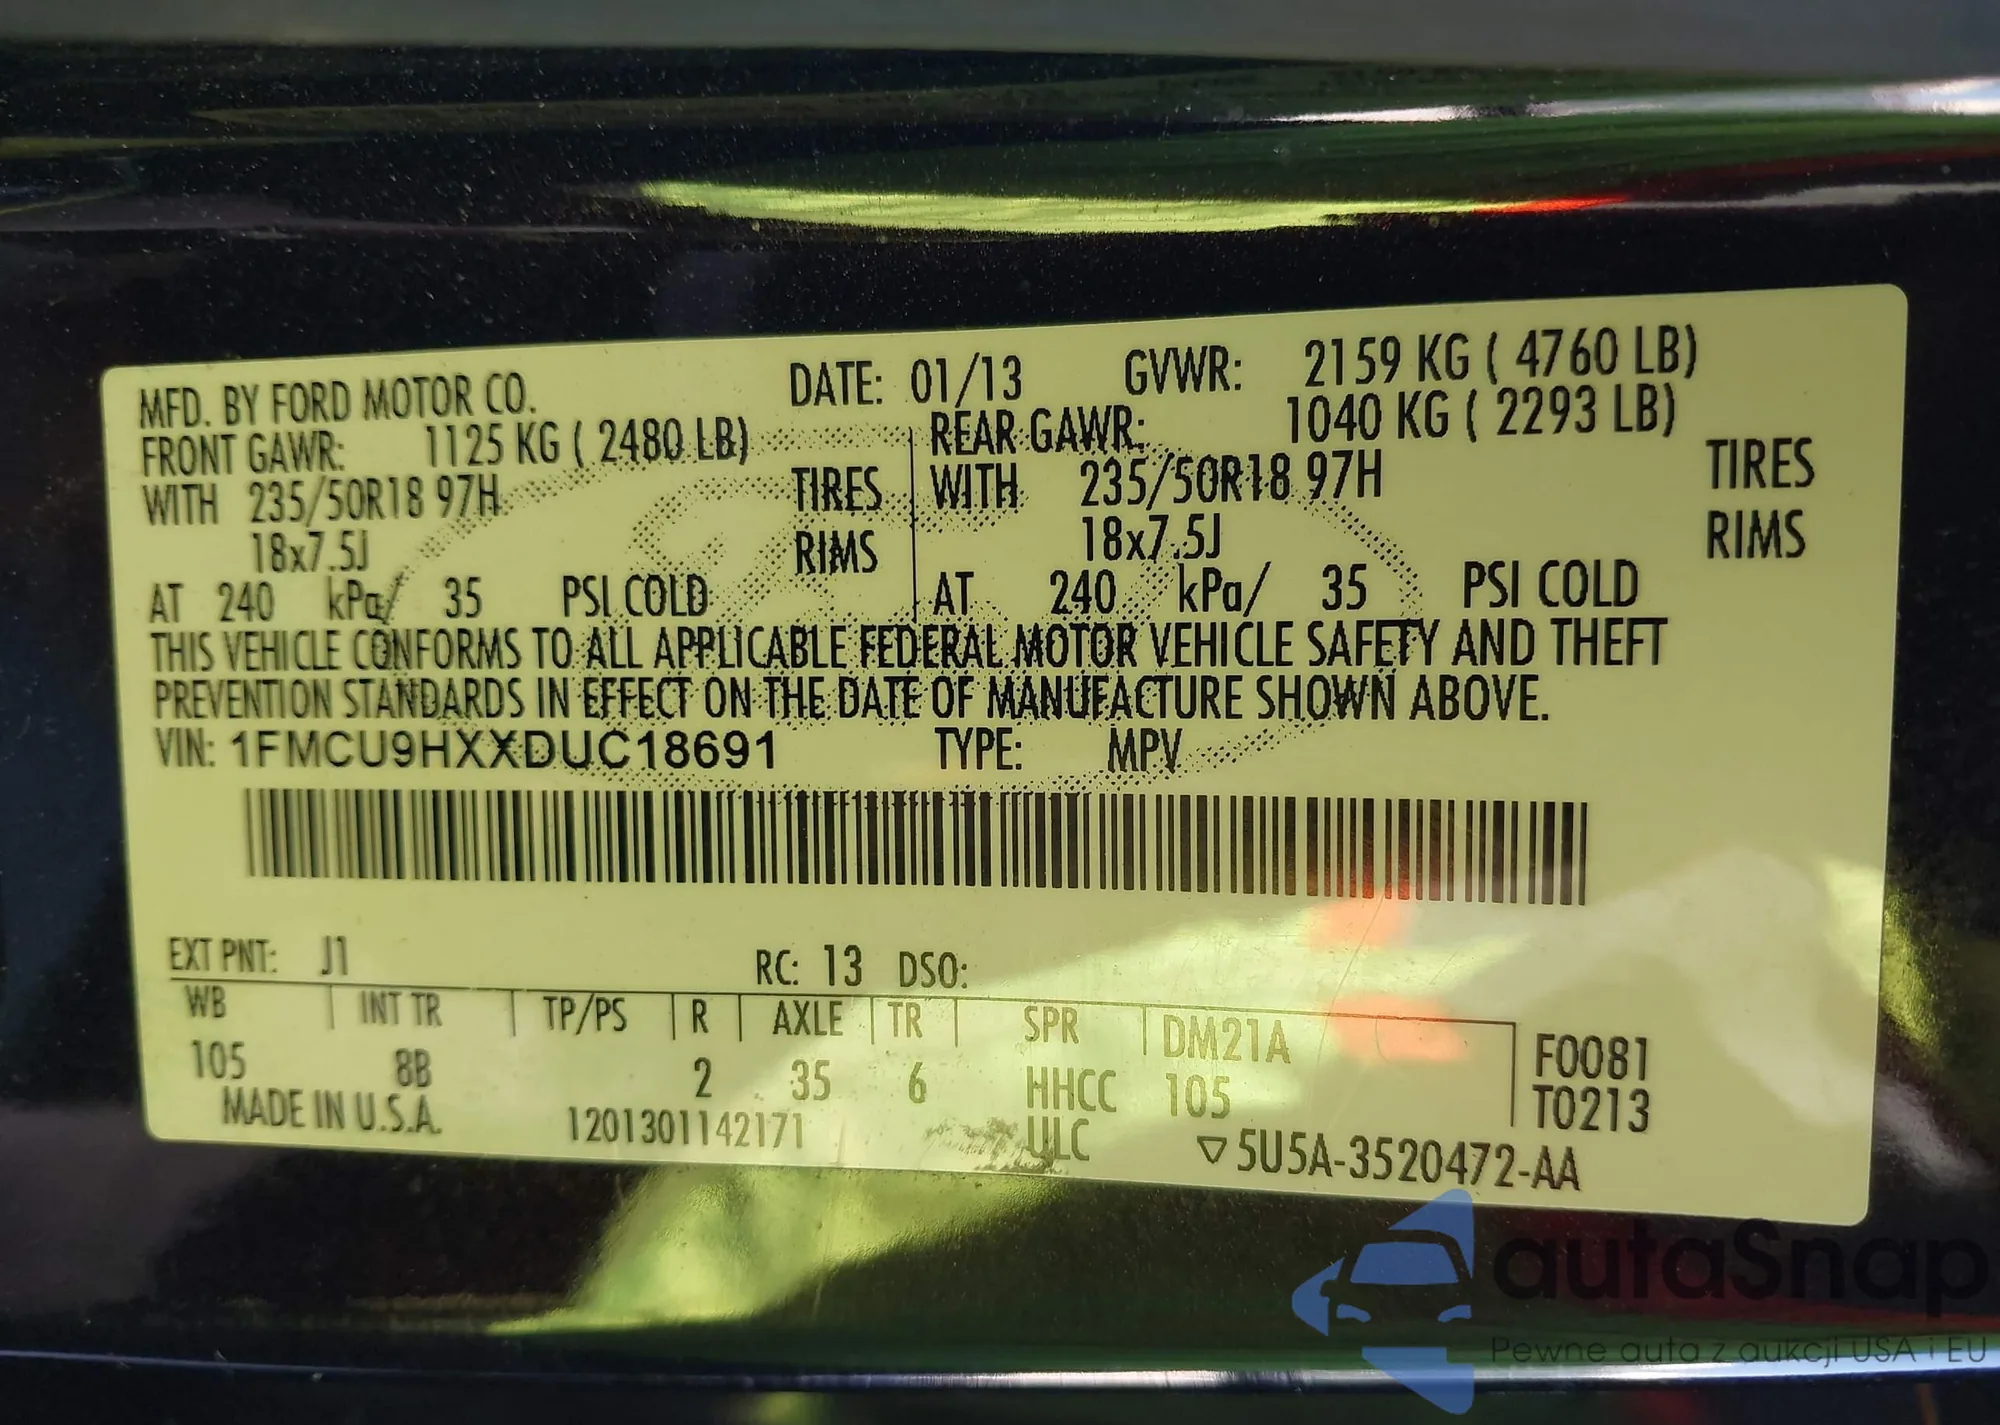 MFD. BY FORD MOTOR CO. DATE: 01/13 GVWR: 2159 KG ( 4760 LB)
FRONT GAWR: 1125 KG ( 2480 LB) REAR GAWR: 1040 KG ( 2293 LB)
WITH 235/50R18 97H TIRES WITH 235/50R18 97H TIRES
18x7.5J RIMS 18x7.5J RIMS
AT 240 kPa/ 35 PSI COLD AT 240 kPa/ 35 PSI COLD
THIS VEHICLE CONFORMS TO ALL APPLICABLE FEDERAL MOTOR VEHICLE SAFETY AND THEFT
PREVENTION STANDARDS IN EFFECT ON THE DATE OF MANUFACTURE SHOWN ABOVE.
VIN: 1FMCU9HXXDUC18691 TYPE: MPV
EXT PNT: J1 RC: 13 DSO:
WB INT TR TP/PS R AXLE TR SPR DM21A F0081
105 8B 2 35 6 HHCC 105 T0213
MADE IN U.S.A. 1201301142171 ULC ▽5U5A-3520472-AA
autaSnap
Pewne auta z aukcji USA i EU